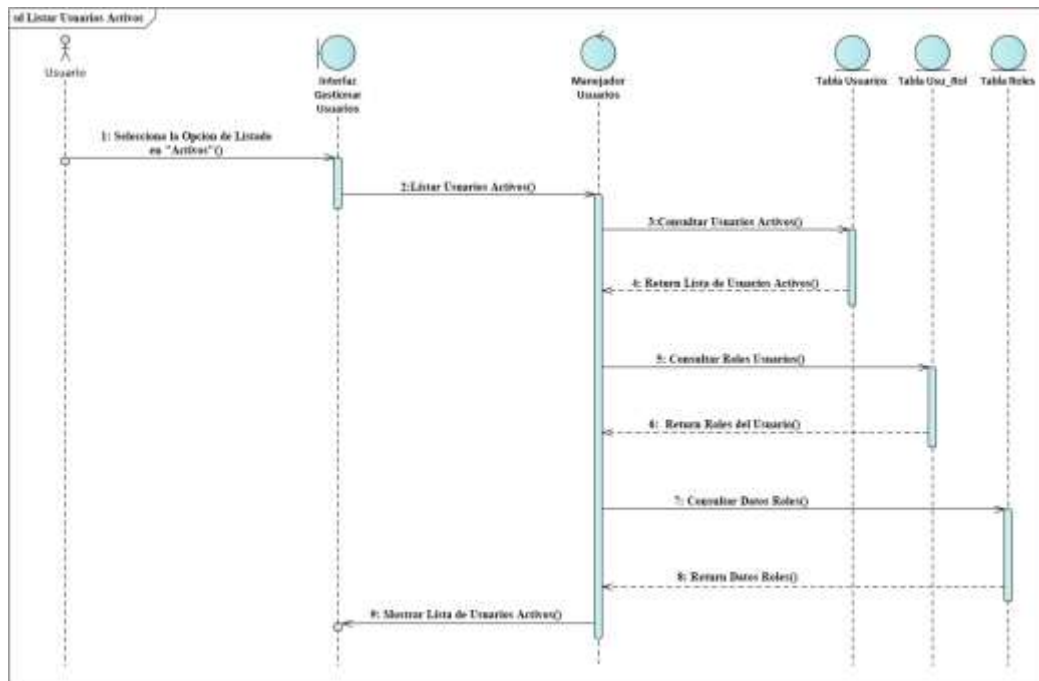 sd Listar Usuarios Activos
Usuario
Interfaz
Gestionar
Usuarios
Manejador
Usuarios
Tabla Usuarios
Tabla Usu_Rol
Tabla Roles
1: Selecciona la Opcion de Listado
en "Activos"()
2:Listar Usuarios Activos()
3:Consultar Usuarios Activos()
4: Return Lista de Usuarios Activos()
5: Consultar Roles Usuarios()
6: Return Roles del Usuario()
7: Consultar Datos Roles()
8: Return Datos Roles()
9: Mostrar Lista de Usuarios Activos()